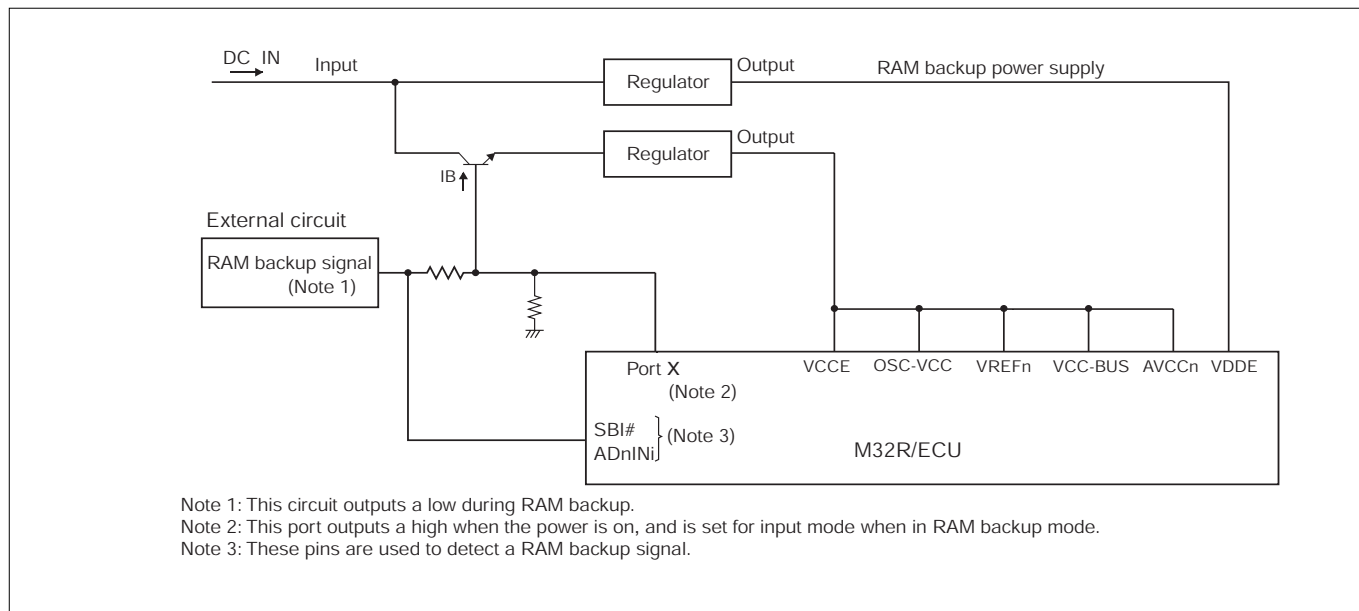 DC IN
Input
Regulator
Output
RAM backup power supply
Regulator
Output
IB
External circuit
RAM backup signal
(Note 1)
Port X
(Note 2)
VCCE
OSC-VCC
VREFn
VCC-BUS
AVCCn
VDDE
SBI#
ADnINi
(Note 3)
M32R/ECU
Note 1: This circuit outputs a low during RAM backup.
Note 2: This port outputs a high when the power is on, and is set for input mode when in RAM backup mode.
Note 3: These pins are used to detect a RAM backup signal.